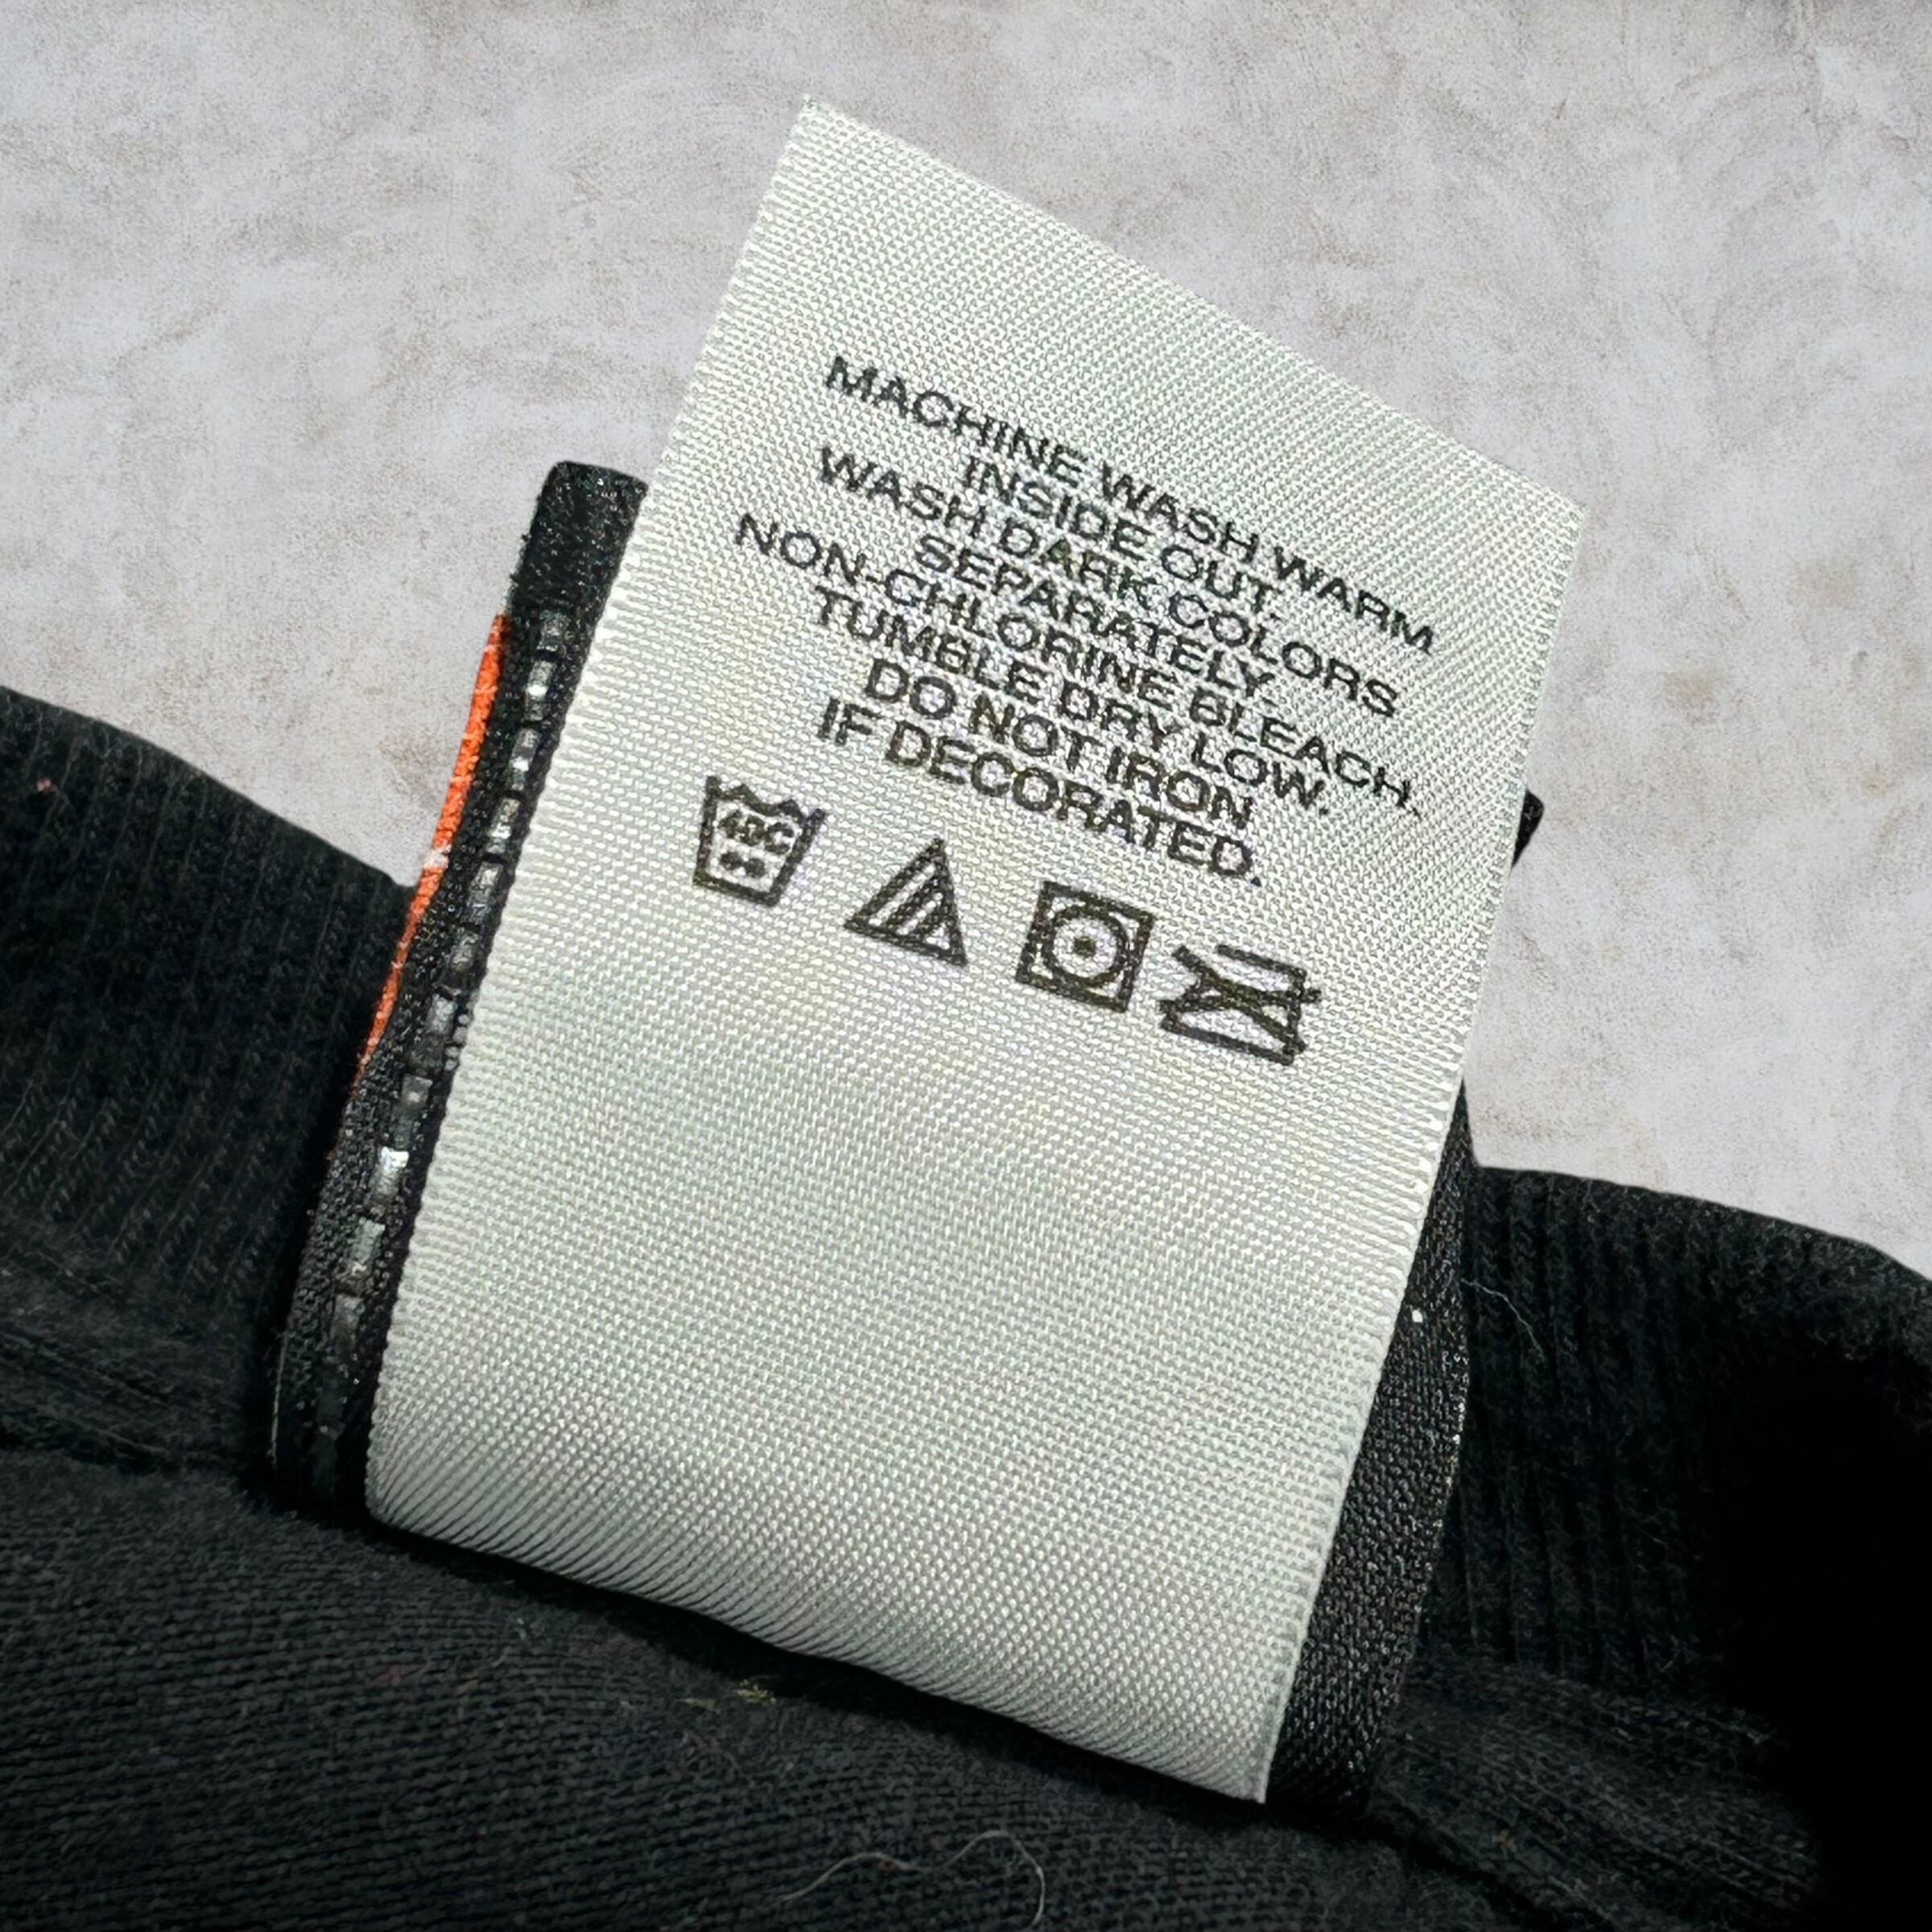 MACHINE WASH WARM
INSIDE OUT.
WASH DARK COLORS
SEPARATELY.
NON-CHLORINE BLEACH.
TUMBLE DRY LOW.
DO NOT IRON
IF DECORATED.
40C